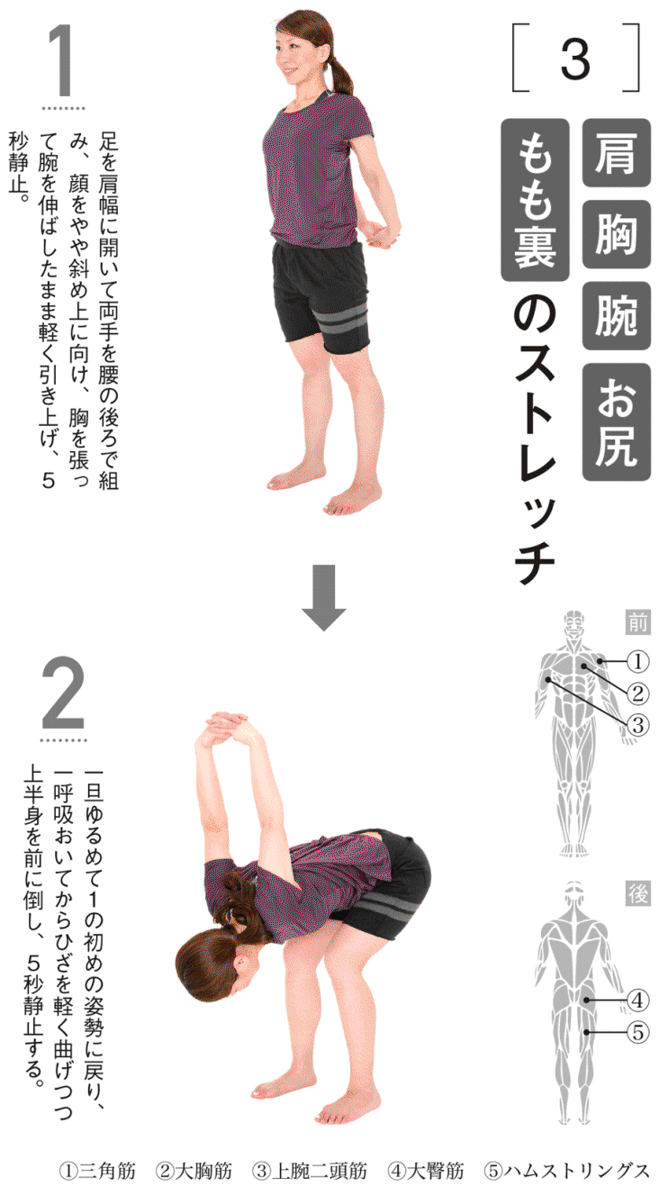 ［3］
肩 胸 腕 お尻
もも裏のストレッチ
1
足を肩幅に開いて両手を腰の後ろで組
み、顔をやや斜め上に向け、胸を張っ
て腕を伸ばしたまま軽く引き上げ、5
秒静止。
2
一旦ゆるめて1の初めの姿勢に戻り、
一呼吸おいてからひざを軽く曲げつつ
上半身を前に倒し、5秒静止する。
前
①
②
③
後
④
⑤
①三角筋 ②大胸筋 ③上腕二頭筋 ④大臀筋 ⑤ハムストリングス